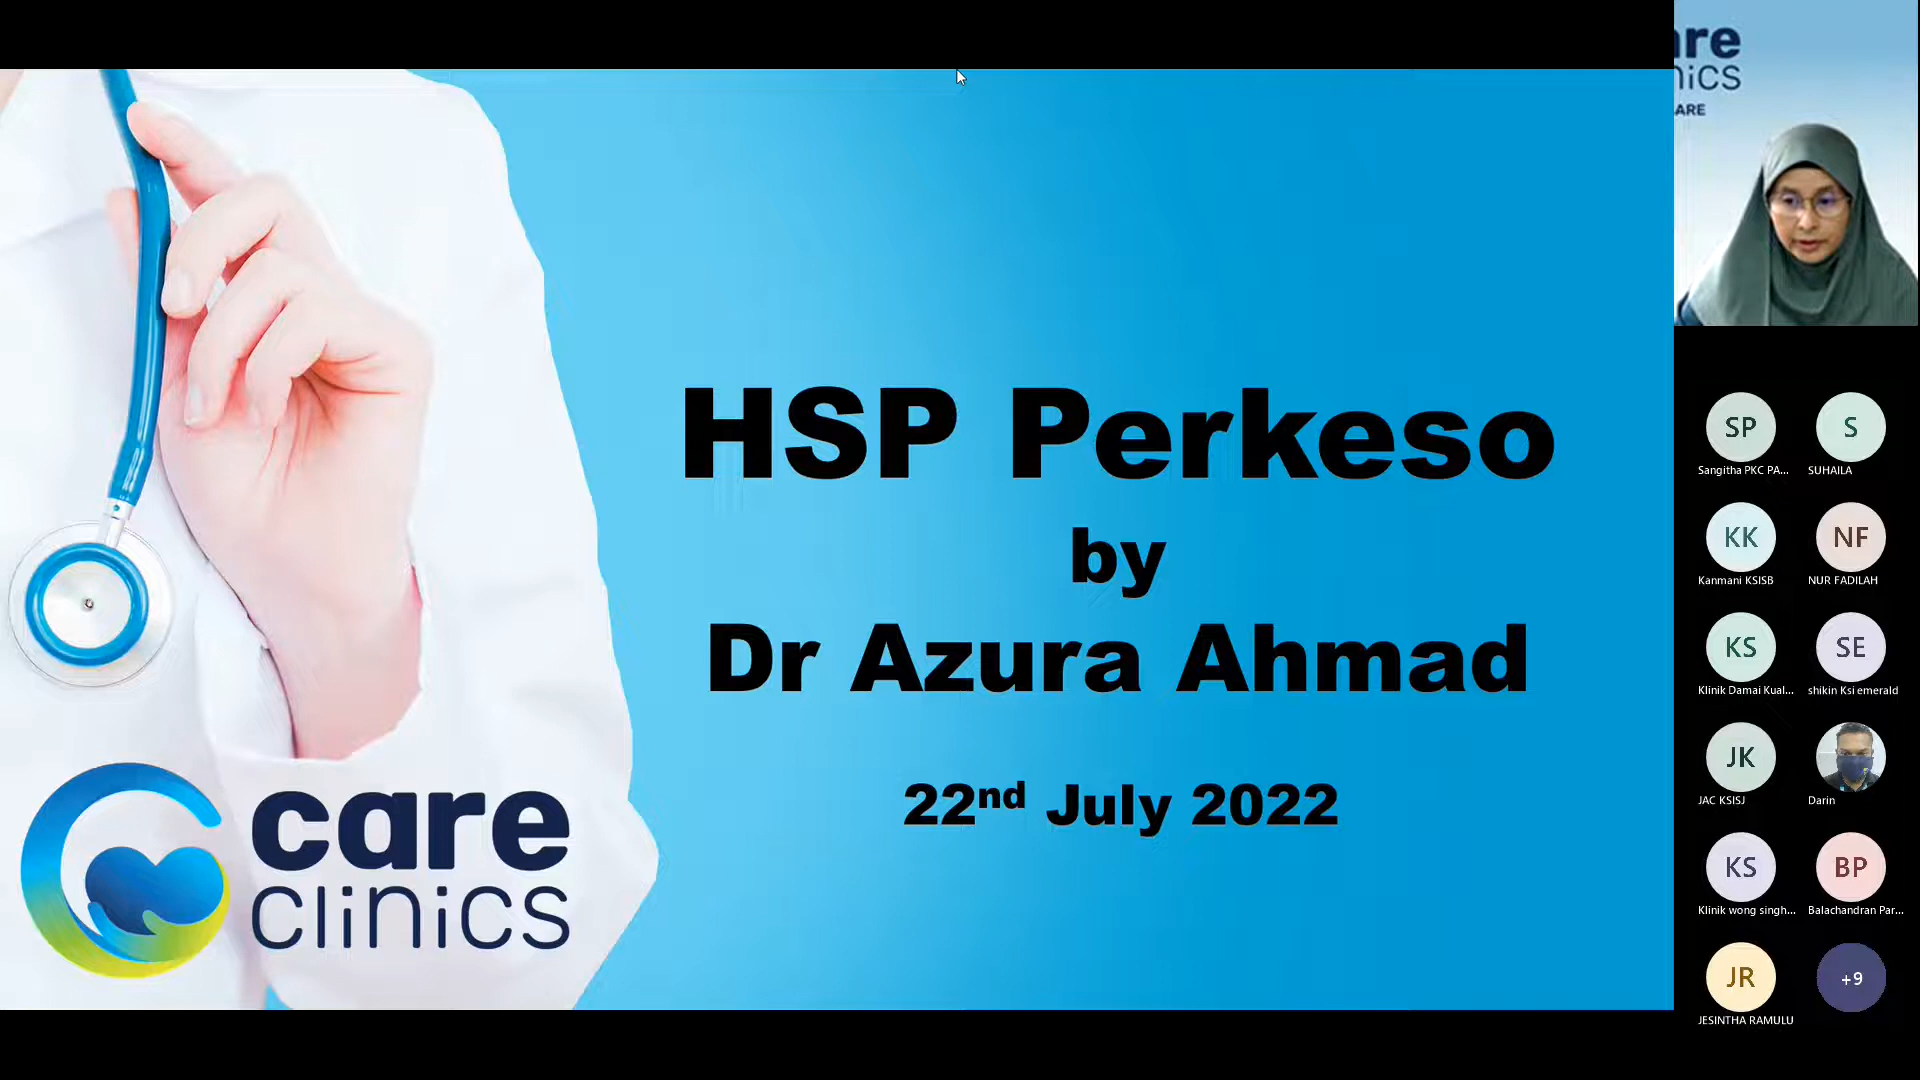 HSP Perkeso
by
Dr Azura Ahmad
22nd July 2022
care
clinics
are
nics
ARE
SP
Sangitha PKC PA...
S
SUHAILA
KK
Kanmani KSISB
NF
NUR FADILAH
KS
Klinik Damai Kual...
SE
shikin Ksi emerald
JK
JAC KSISJ
Darin
KS
Klinik wong singh...
BP
Balachandran Par...
JR
JESINTHA RAMULU
+9